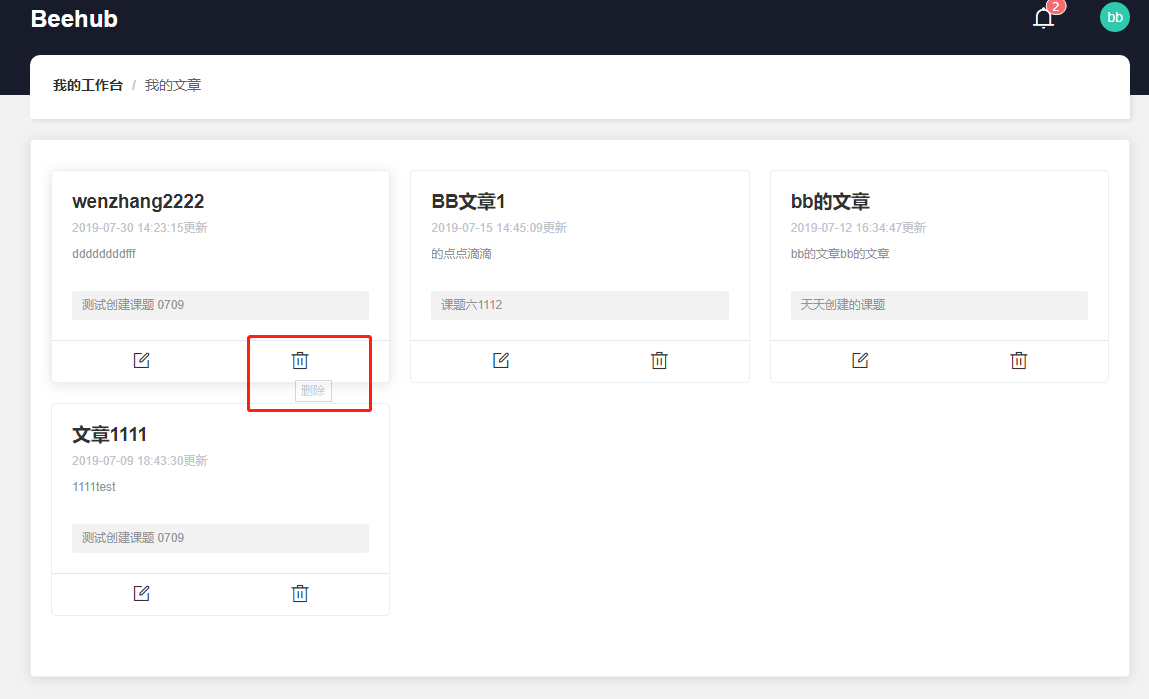 Beehub
2
bb
我的工作台 / 我的文章
wenzhang2222
2019-07-30 14:23:15更新
ddddddddfff
测试创建课题 0709
删除
BB文章1
2019-07-15 14:45:09更新
的点点滴滴
课题六1112
bb的文章
2019-07-12 16:34:47更新
bb的文章bb的文章
天天创建的课题
文章1111
2019-07-09 18:43:30更新
1111test
测试创建课题 0709